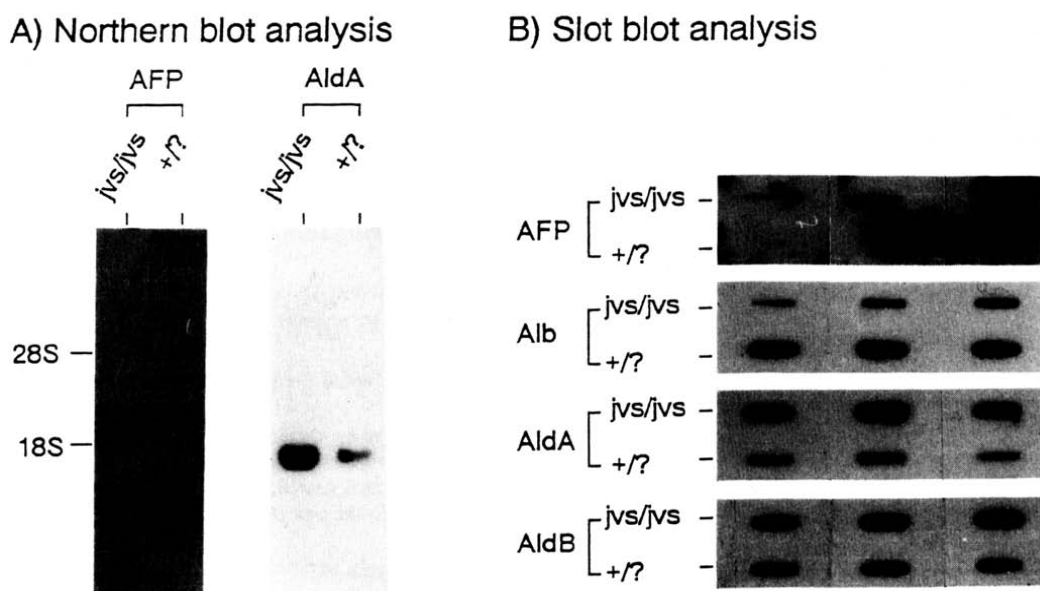 A) Northern blot analysis
AFP
AldA
jvs/jvs
+/?
jvs/jvs
+/?
28S
18S
B) Slot blot analysis
AFP
jvs/jvs
+/?
Alb
jvs/jvs
+/?
AldA
jvs/jvs
+/?
AldB
jvs/jvs
+/?